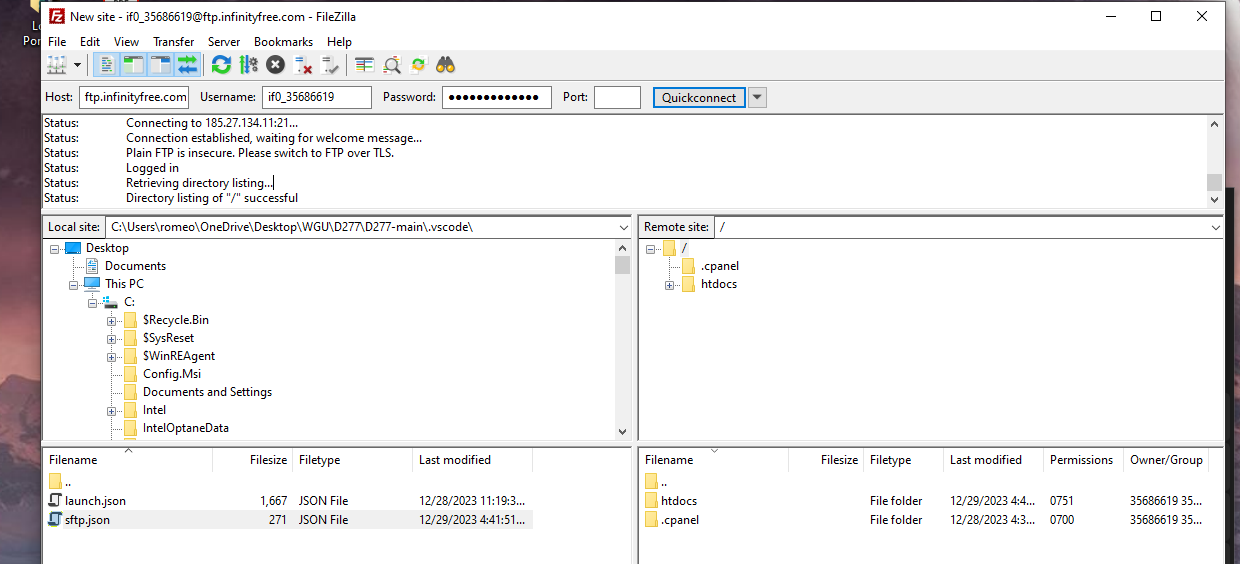 New site - if0_35686619@ftp.infinityfree.com - FileZilla
File Edit View Transfer Server Bookmarks Help
Host: ftp.infinityfree.com Username: if0_35686619 Password: ●●●●●●●●●●●●● Port: Quickconnect
Status: Connecting to 185.27.134.11:21...
Status: Connection established, waiting for welcome message...
Status: Plain FTP is insecure. Please switch to FTP over TLS.
Status: Logged in
Status: Retrieving directory listing...
Status: Directory listing of "/" successful
Local site: C:\Users\romeo\OneDrive\Desktop\WGU\D277\D277-main\.vscode\
Desktop
Documents
This PC
C:
$Recycle.Bin
$SysReset
$WinREAgent
Config.Msi
Documents and Settings
Intel
IntelOptaneData
Filename Filesize Filetype Last modified
..
launch.json 1,667 JSON File 12/28/2023 11:19:3...
sftp.json 271 JSON File 12/29/2023 4:41:51...
Remote site: /
/
.cpanel
htdocs
Filename Filesize Filetype Last modified Permissions Owner/Group
..
htdocs File folder 12/29/2023 4:4... 0751 35686619 35...
.cpanel File folder 12/28/2023 4:3... 0700 35686619 35...